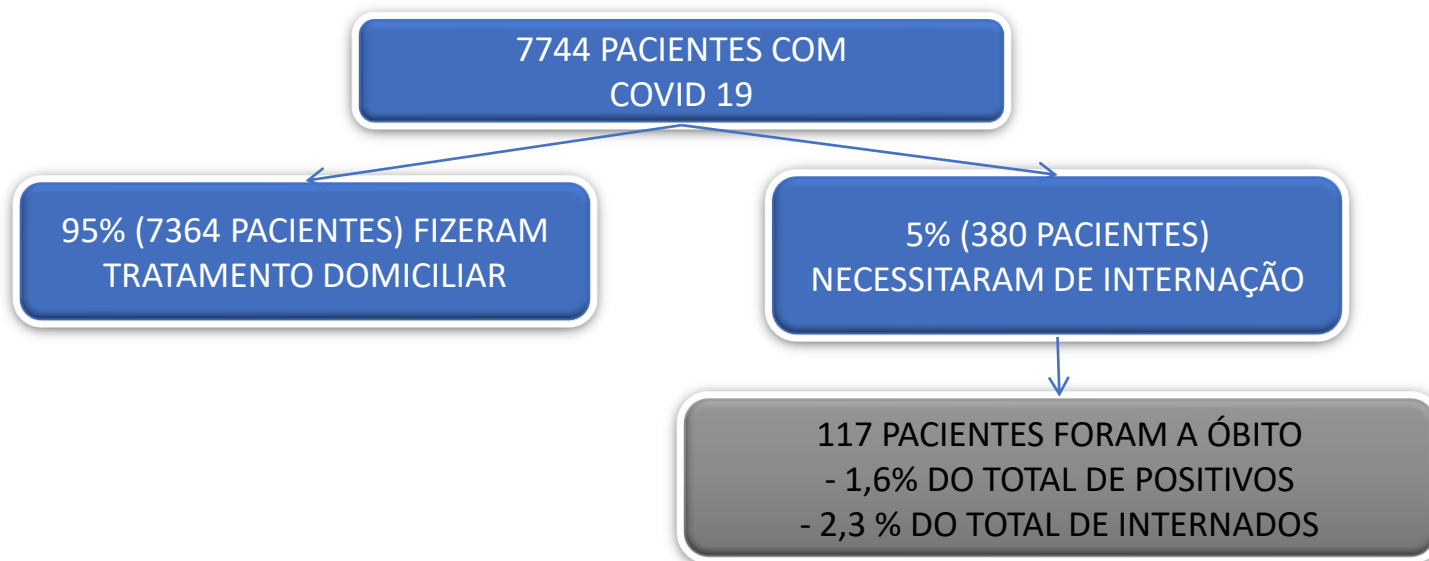 7744 PACIENTES COM
COVID 19
95% (7364 PACIENTES) FIZERAM
TRATAMENTO DOMICILIAR
5% (380 PACIENTES)
NECESSITARAM DE INTERNAÇÃO
117 PACIENTES FORAM A ÓBITO
- 1,6% DO TOTAL DE POSITIVOS
- 2,3 % DO TOTAL DE INTERNADOS